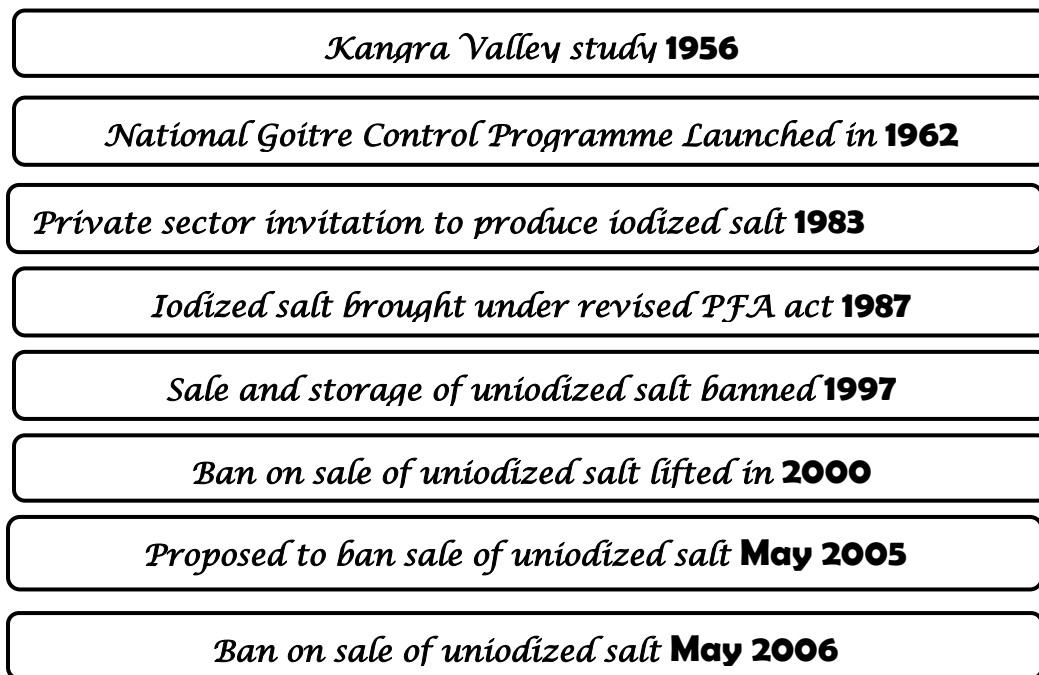 Kangra Valley study 1956
National Goitre Control Programme Launched in 1962
Private sector invitation to produce iodized salt 1983
Iodized salt brought under revised PFA act 1987
Sale and storage of uniodized salt banned 1997
Ban on sale of uniodized salt lifted in 2000
Proposed to ban sale of uniodized salt May 2005
Ban on sale of uniodized salt May 2006